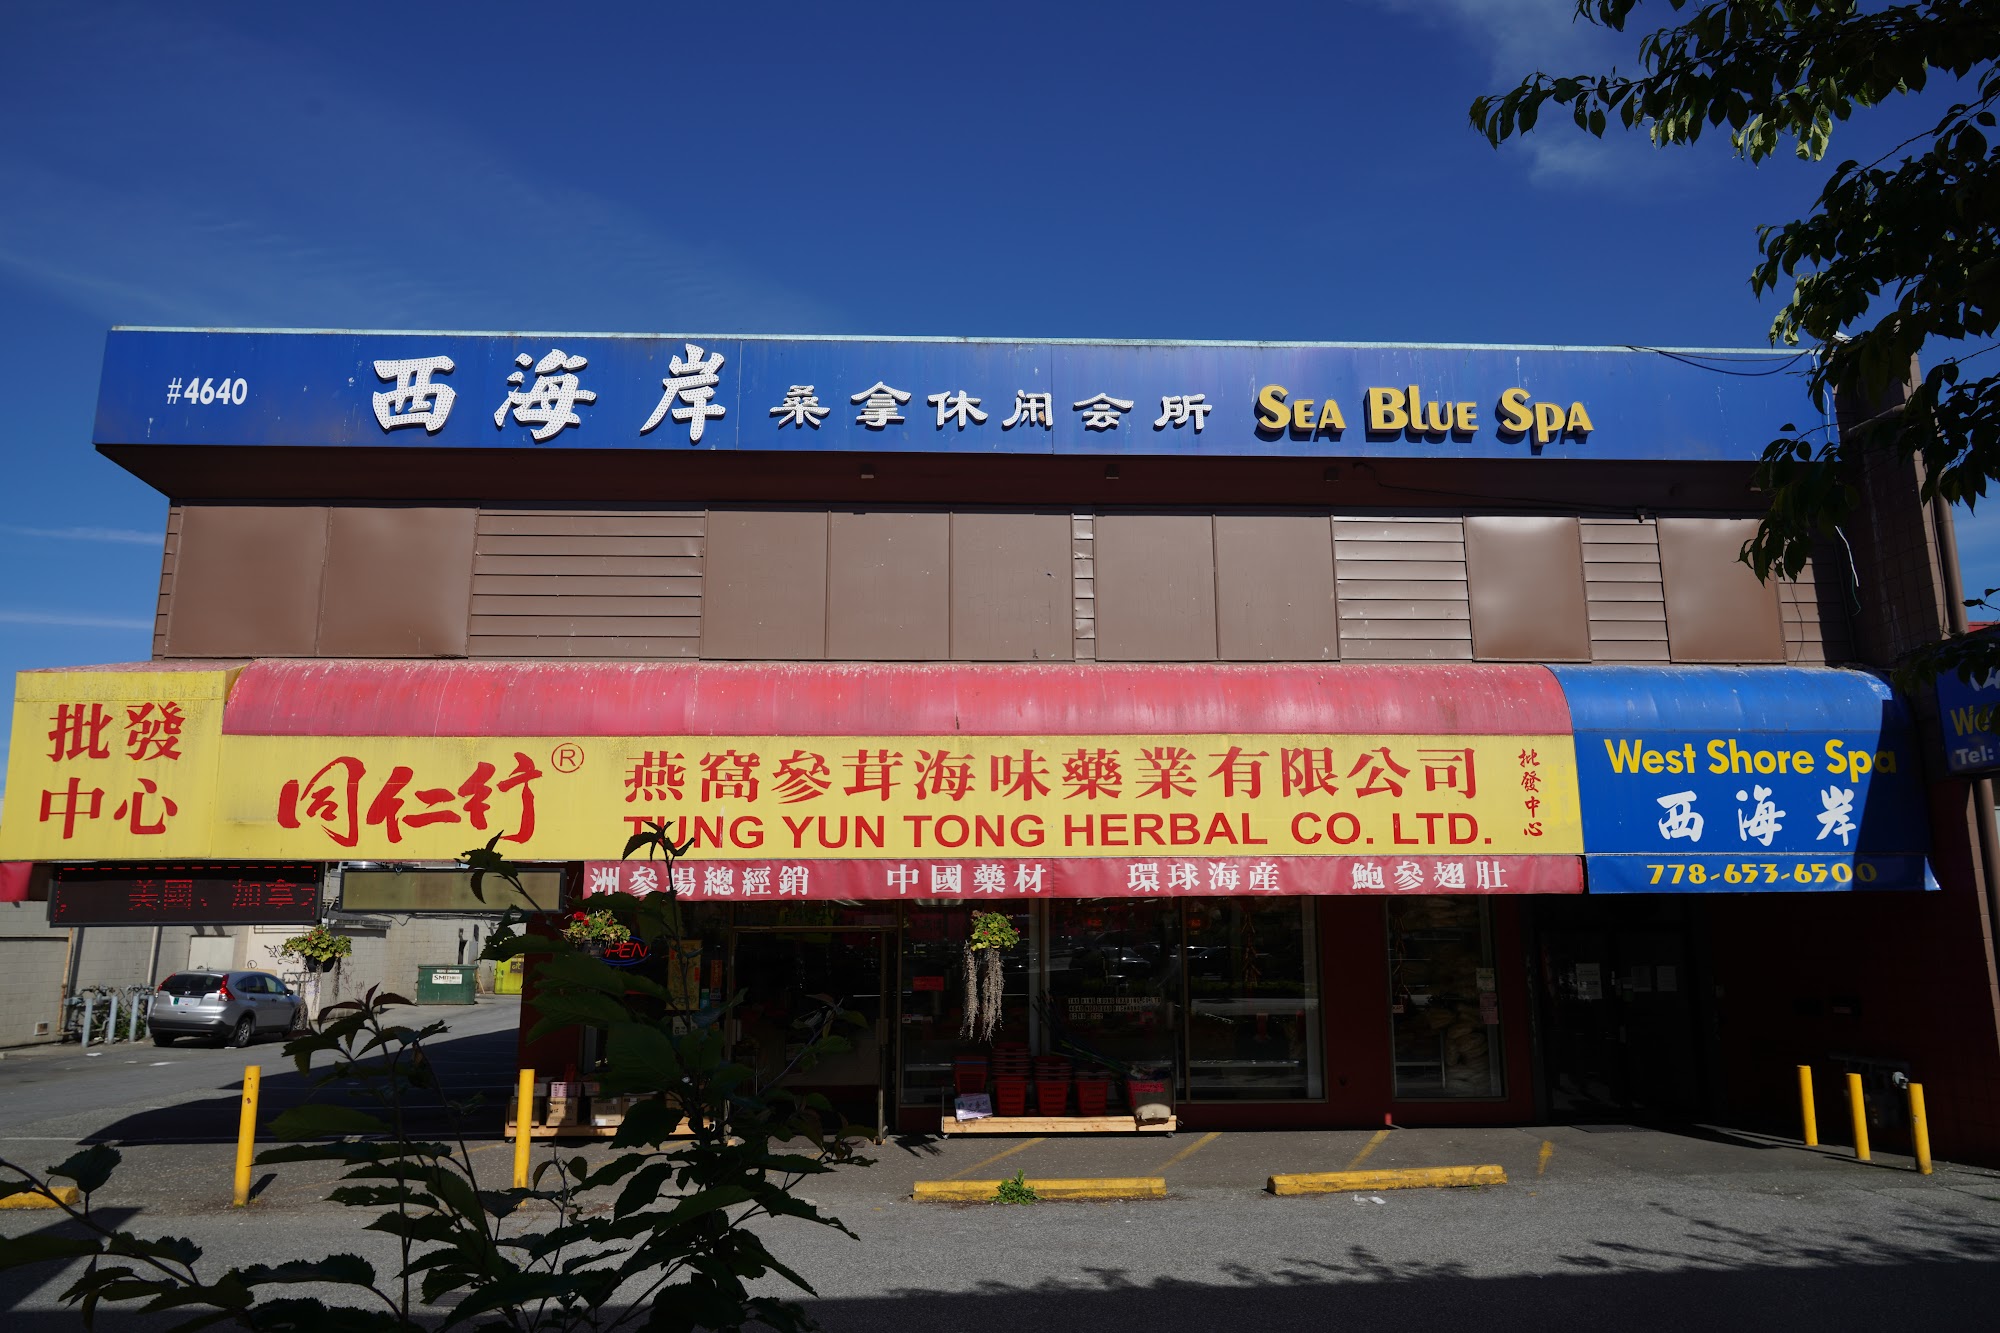 #4640 西海岸 桑拿休闲会所 SEA BLUE SPA
批發
中心
同仁行®
燕窩參茸海味藥業有限公司
TUNG YUN TONG HERBAL CO. LTD.
批發中心
洲參場總經銷 中國藥材 環球海産 鮑參翅肚
West Shore Spa
西海岸
778-653-6500
美國、加拿
Tel: